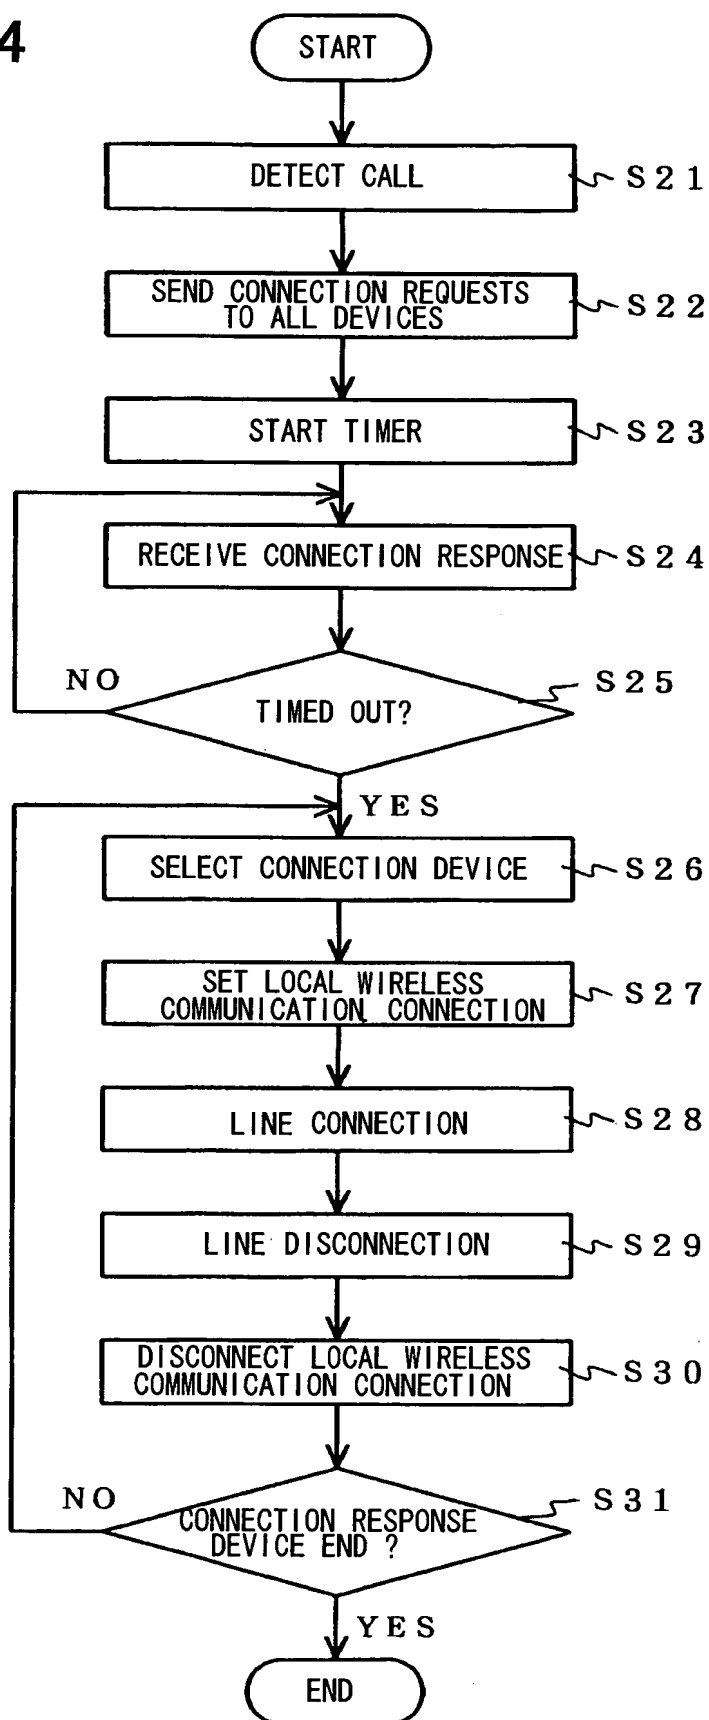 4
START
DETECT CALL
S21
SEND CONNECTION REQUESTS
TO ALL DEVICES
S22
START TIMER
S23
RECEIVE CONNECTION RESPONSE
S24
TIMED OUT?
S25
NO
YES
SELECT CONNECTION DEVICE
S26
SET LOCAL WIRELESS
COMMUNICATION CONNECTION
S27
LINE CONNECTION
S28
LINE DISCONNECTION
S29
DISCONNECT LOCAL WIRELESS
COMMUNICATION CONNECTION
S30
CONNECTION RESPONSE
DEVICE END ?
S31
NO
YES
END